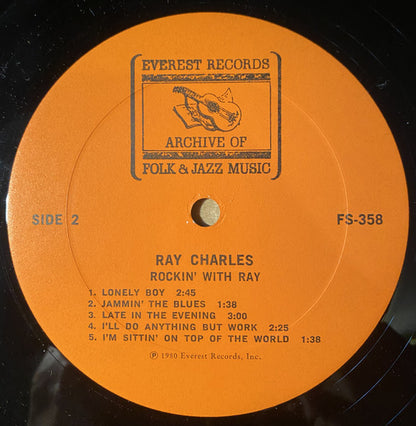 EVEREST RECORDS
ARCHIVE OF
FOLK & JAZZ MUSIC
SIDE 2
FS-358
RAY CHARLES
ROCKIN' WITH RAY
1. LONELY BOY 2:45
2. JAMMIN' THE BLUES 1:38
3. LATE IN THE EVENING 3:00
4. I'LL DO ANYTHING BUT WORK 2:25
5. I'M SITTIN' ON TOP OF THE WORLD 1:38
Ⓟ 1980 Everest Records, Inc.